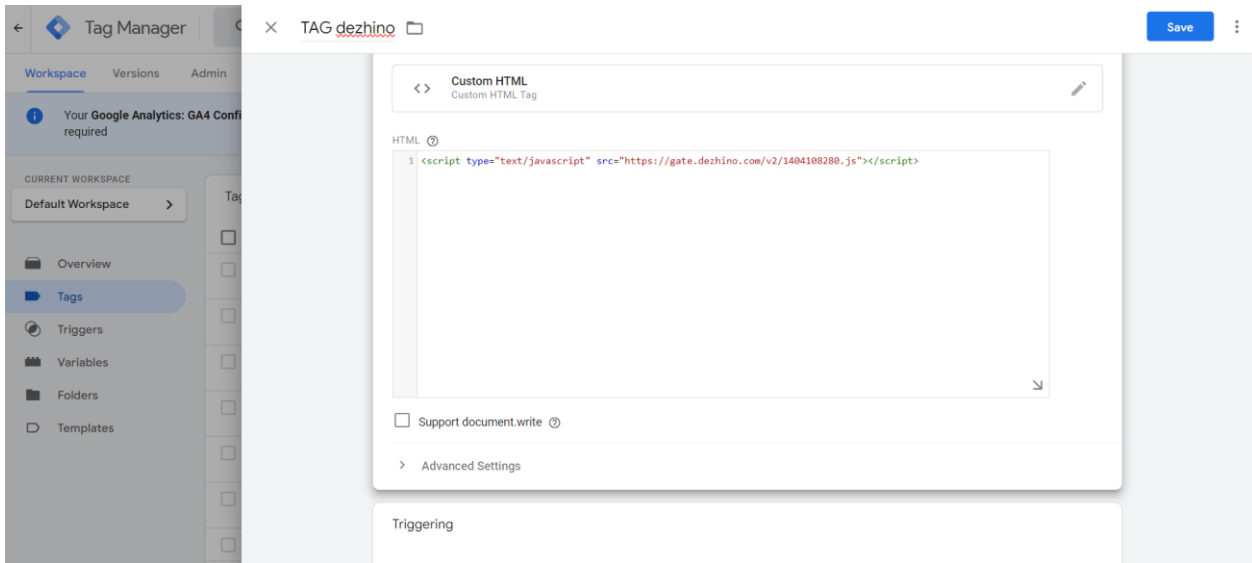 Tag Manager
TAG dezhino
Save
Workspace Versions Admin
Your Google Analytics: GA4 Confi
required
CURRENT WORKSPACE
Default Workspace
Tag
Overview
Tags
Triggers
Variables
Folders
Templates
Custom HTML
Custom HTML Tag
HTML
1 <script type="text/javascript" src="https://gate.dezhino.com/v2/1404108280.js"></script>
Support document.write
Advanced Settings
Triggering